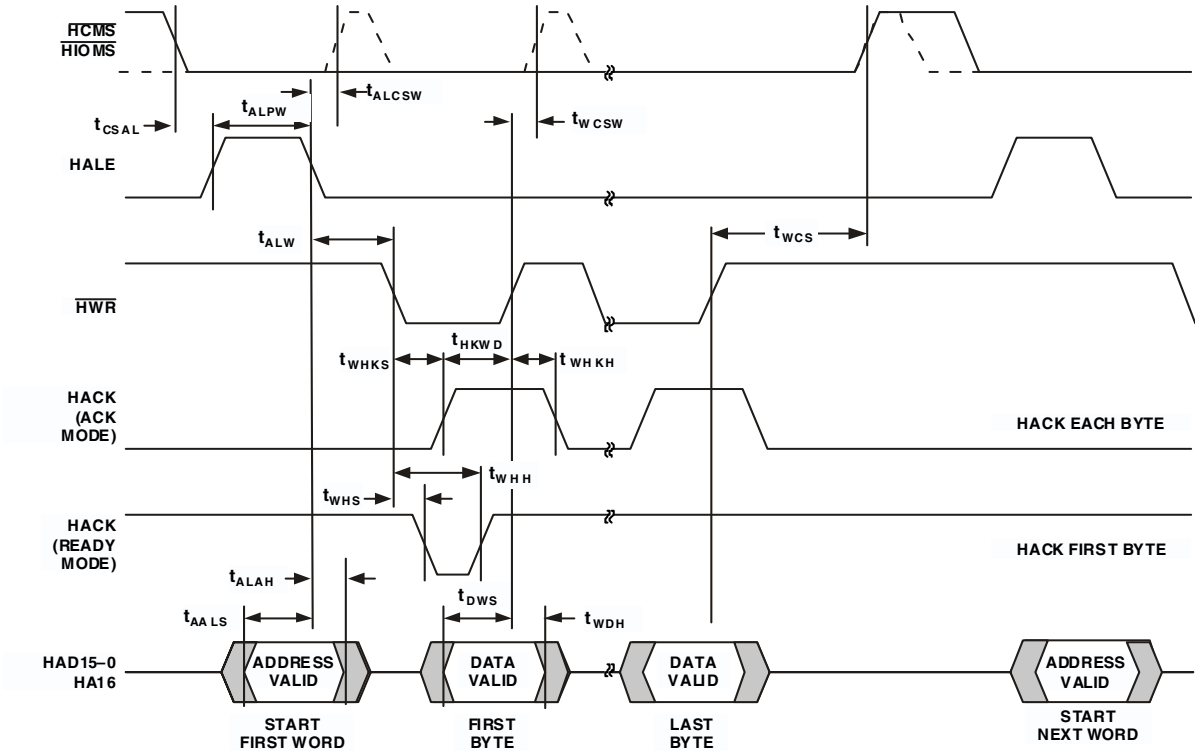 HCMS
HIOMS
tALCSW
tALPW
tCSAL
tWCSW
HALE
tALW
tWCS
HWR
tHKWD
tWHKS
tWHKH
HACK
(ACK
MODE)
HACK EACH BYTE
tWHH
tWHS
HACK
(READY
MODE)
HACK FIRST BYTE
tALAH
tDWS
tAALS
tWDH
HAD15–0
HA16
ADDRESS
VALID
DATA
VALID
DATA
VALID
ADDRESS
VALID
START
FIRST WORD
FIRST
BYTE
LAST
BYTE
START
NEXT WORD